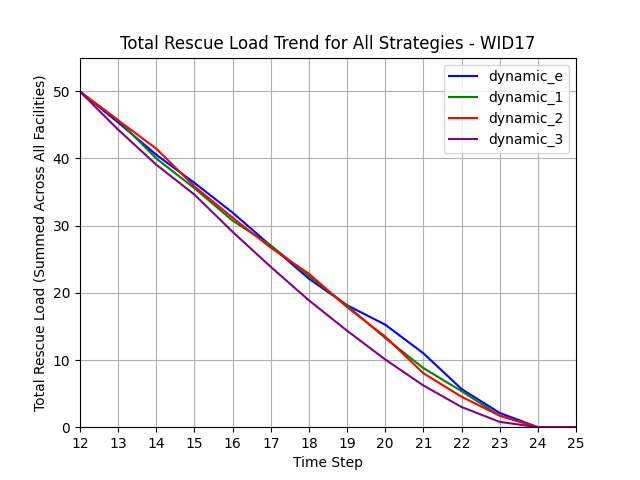 Total Rescue Load Trend for All Strategies - WID17
Total Rescue Load (Summed Across All Facilities)
50
40
30
20
10
0
dynamic_e
dynamic_1
dynamic_2
dynamic_3
12 13 14 15 16 17 18 19 20 21 22 23 24 25
Time Step